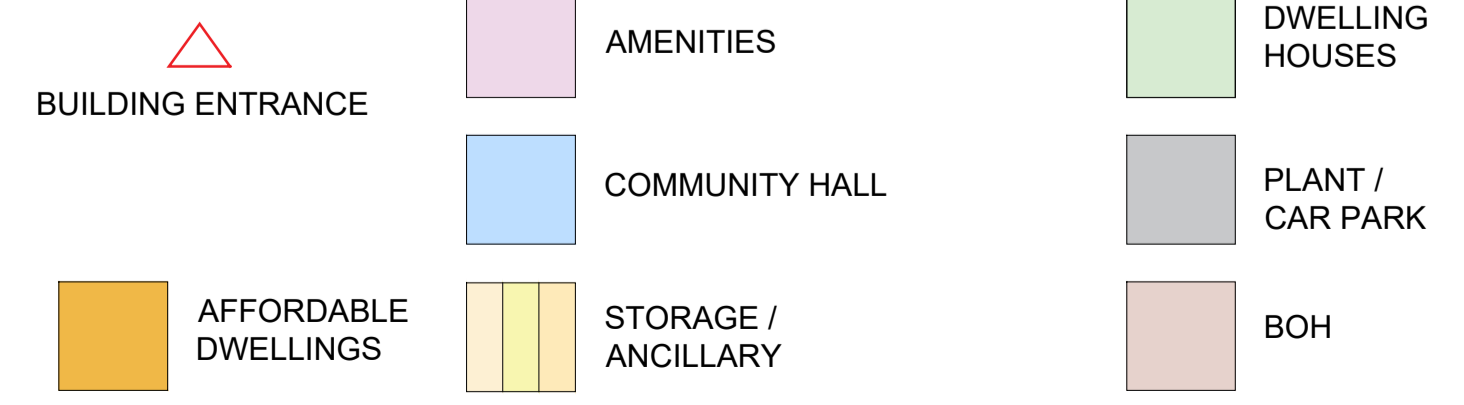 BUILDING ENTRANCE
AFFORDABLE
DWELLINGS
AMENITIES
COMMUNITY HALL
STORAGE /
ANCILLARY
DWELLING
HOUSES
PLANT /
CAR PARK
BOH